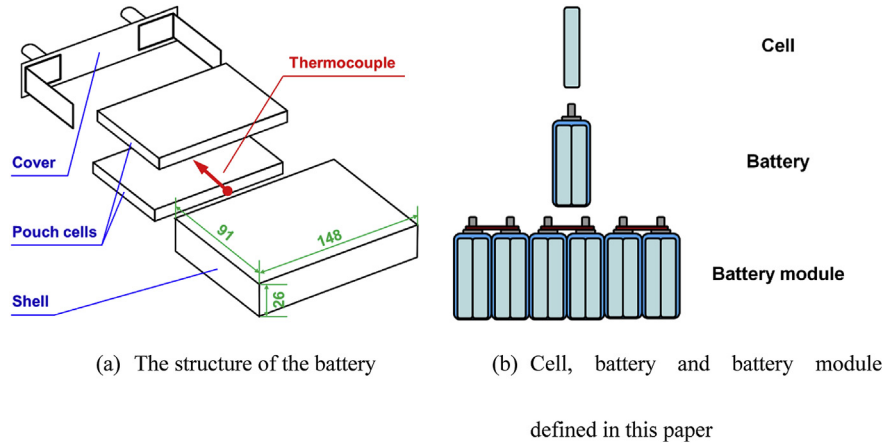 Thermocouple
Cover
Pouch cells
Shell
91
148
26
(a) The structure of the battery
Cell
Battery
Battery module
(b) Cell, battery and battery module
defined in this paper